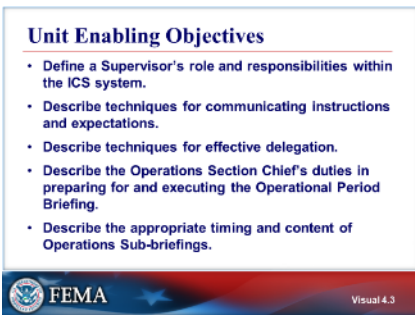 Unit Enabling Objectives
• Define a Supervisor's role and responsibilities within
the ICS system.
• Describe techniques for communicating instructions
and expectations.
• Describe techniques for effective delegation.
• Describe the Operations Section Chief's duties in
preparing for and executing the Operational Period
Briefing.
• Describe the appropriate timing and content of
Operations Sub-briefings.
FEMA
Visual 4.3